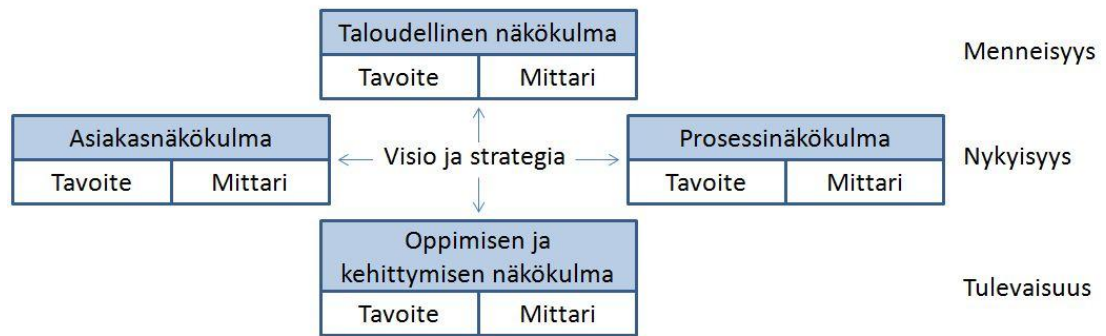 Taloudellinen näkökulma
Tavoite Mittari
Menneisyys
Asiakasnäkökulma
Tavoite Mittari
Visio ja strategia
Prosessinäkökulma
Tavoite Mittari
Nykyisyys
Oppimisen ja
kehittymisen näkökulma
Tavoite Mittari
Tulevaisuus